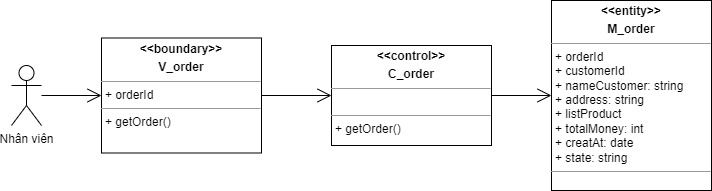 Nhân viên
<<boundary>>
V_order
+ orderId
+ getOrder()
<<control>>
C_order
+ getOrder()
<<entity>>
M_order
+ orderId
+ customerId
+ nameCustomer: string
+ address: string
+ listProduct
+ totalMoney: int
+ creatAt: date
+ state: string